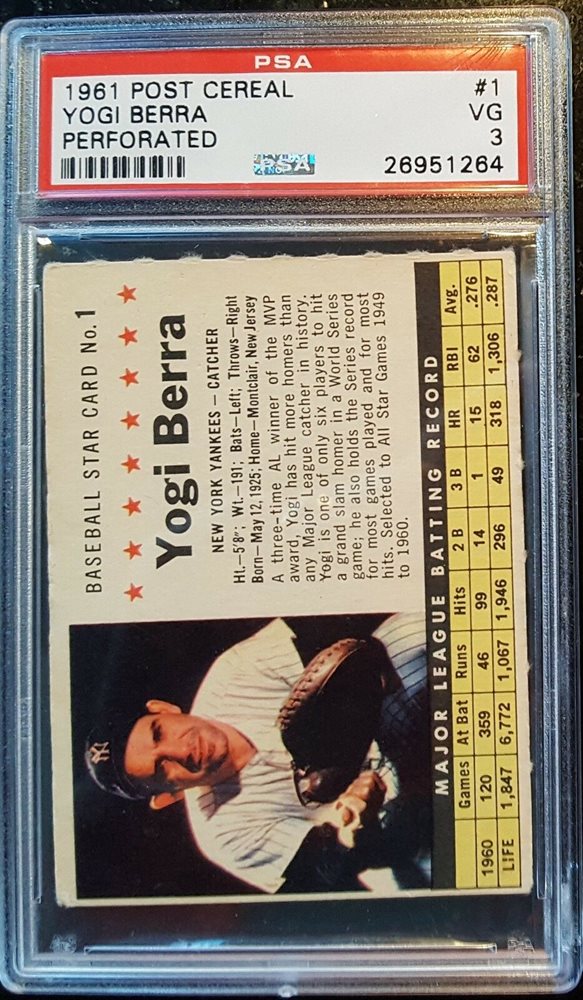 PSA
1961 POST CEREAL #1
YOGI BERRA VG
PERFORATED 3
PSA 26951264
BASEBALL STAR CARD No. 1
Yogi Berra
NEW YORK YANKEES — CATCHER
Ht.—5'8"; Wt.—191; Bats—Left; Throws—Right
Born—May 12, 1925; Home—Montclair, New Jersey
A three-time AL winner of the MVP
award, Yogi has hit more homers than
any Major League catcher in history.
Yogi is one of only six players to hit
a grand slam homer in a World Series
game; he also holds the Series record
for most games played and for most
hits. Selected to All Star Games 1949
to 1960.
MAJOR LEAGUE BATTING RECORD
Games At Bat Runs Hits 2 B 3 B HR RBI Avg.
1960 120 359 46 99 14 1 15 62 .276
LIFE 1,847 6,772 1,067 1,946 296 49 318 1,306 .287
NY